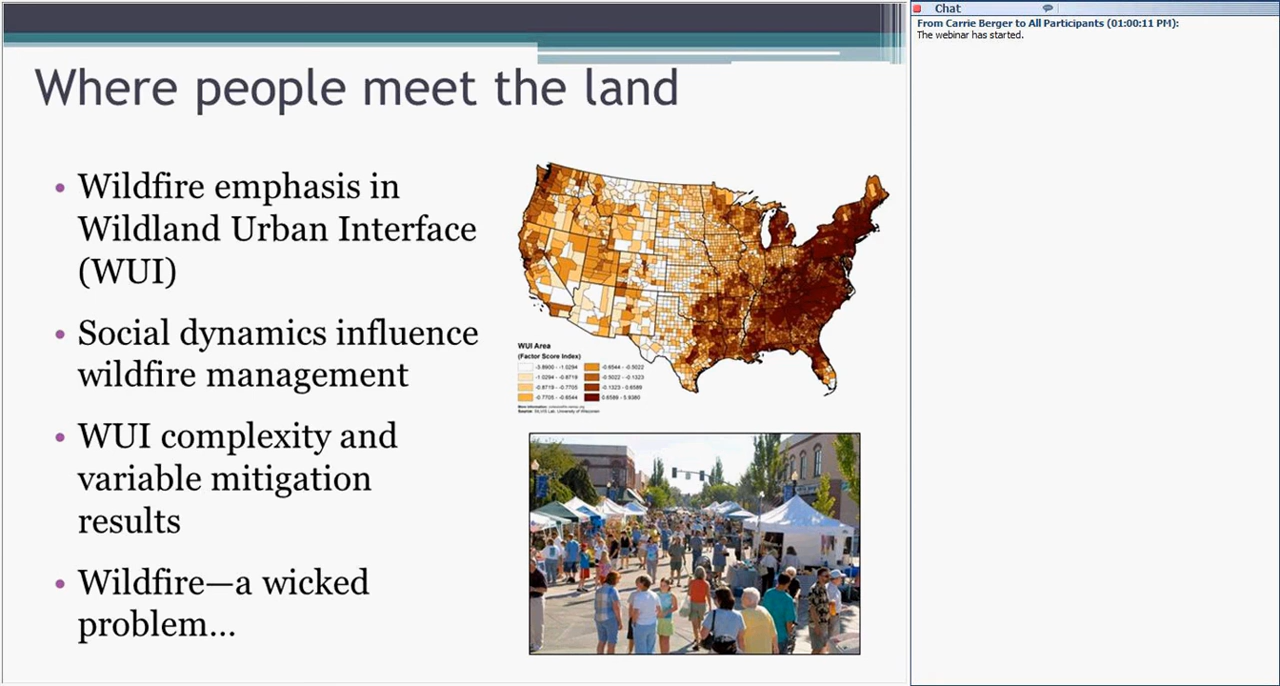 Where people meet the land
• Wildfire emphasis in
Wildland Urban Interface
(WUI)
• Social dynamics influence
wildfire management
• WUI complexity and
variable mitigation
results
• Wildfire—a wicked
problem...
WUI Area
(Factor Score Index)
-3.8900 - -1.0294
-1.0294 - -0.8719
-0.8719 - -0.7705
-0.7705 - -0.6544
-0.6544 - -0.5022
-0.5022 - -0.1323
-0.1323 - 0.6589
0.6589 - 5.9380
Chat
From Carrie Berger to All Participants (01:00:11 PM):
The webinar has started.